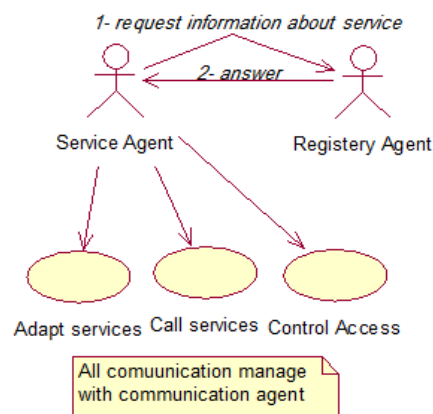 1- request information about service
2- answer
Service Agent
Registery Agent
Adapt services
Call services
Control Access
All comuunication manage
with communication agent